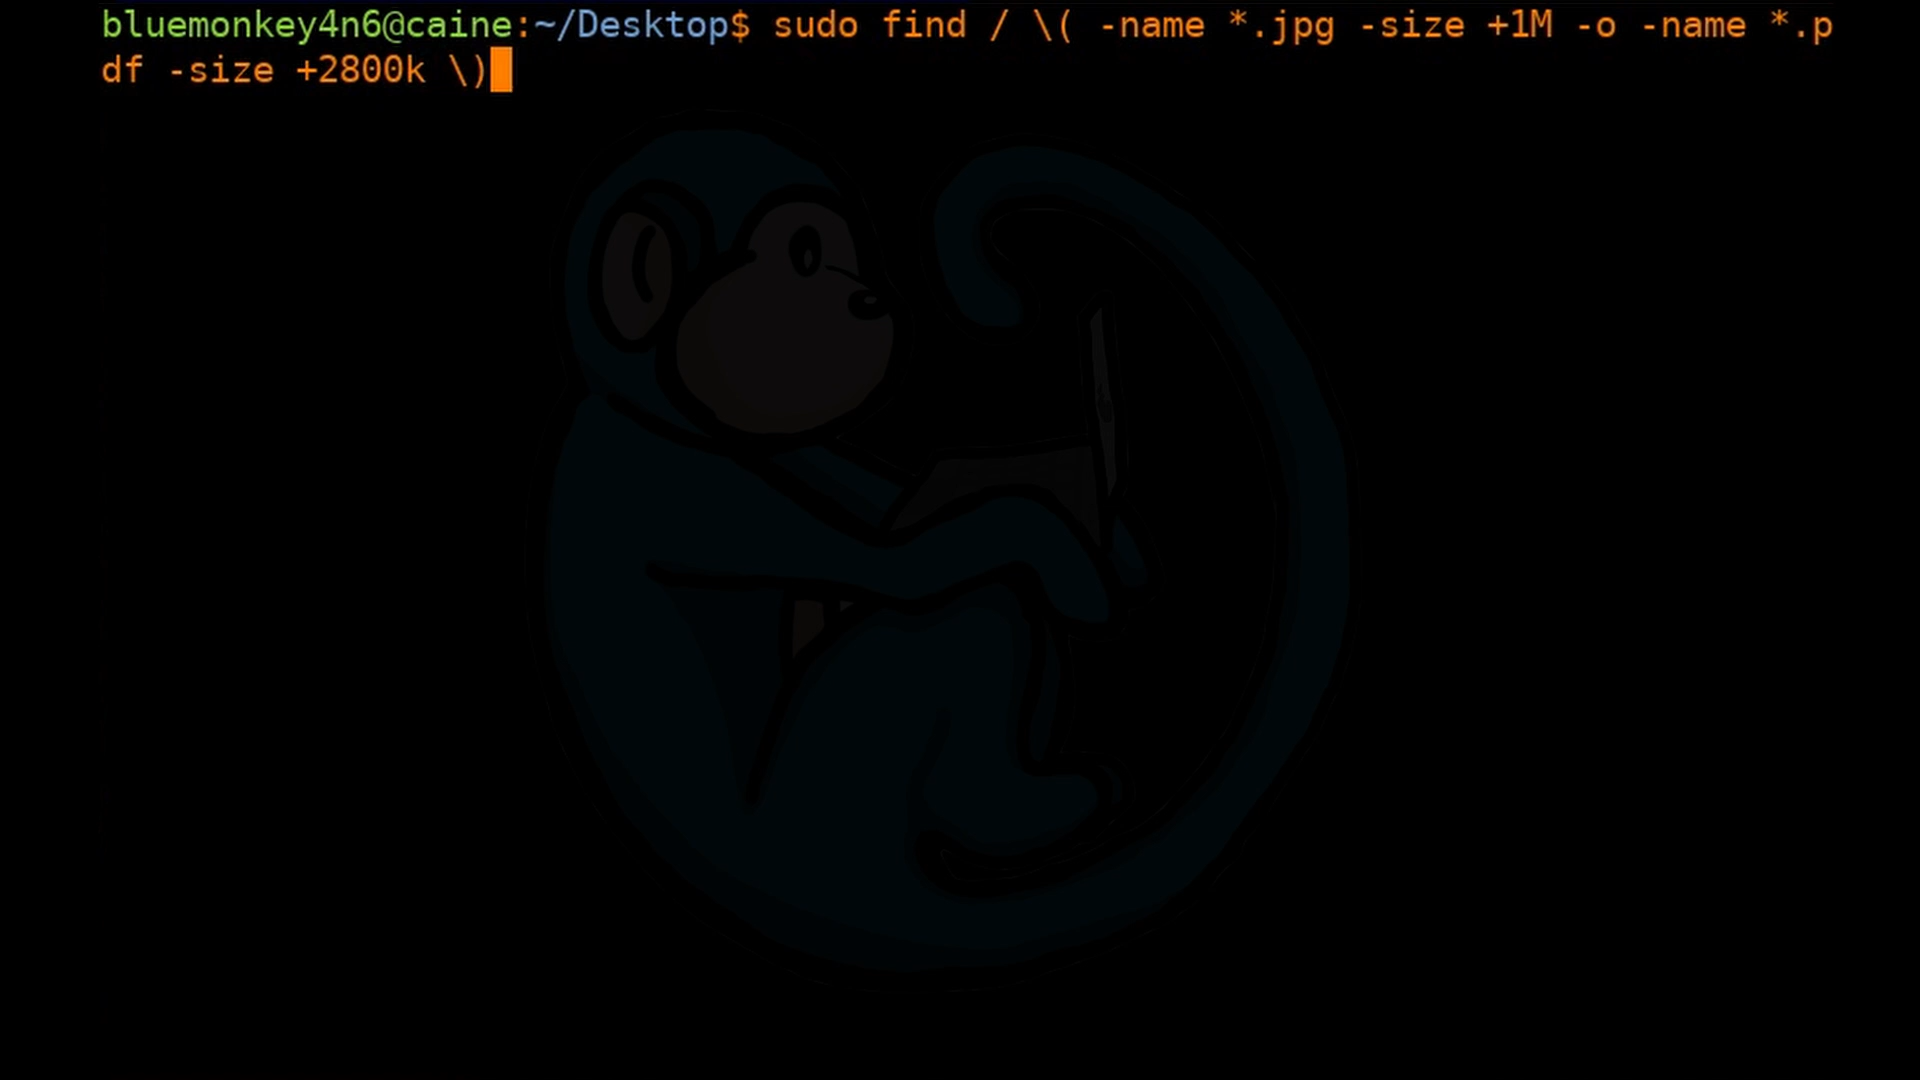 bluemonkey4n6@caine:~/Desktop$ sudo find / \( -name *.jpg -size +1M -o -name *.p
df -size +2800k \)